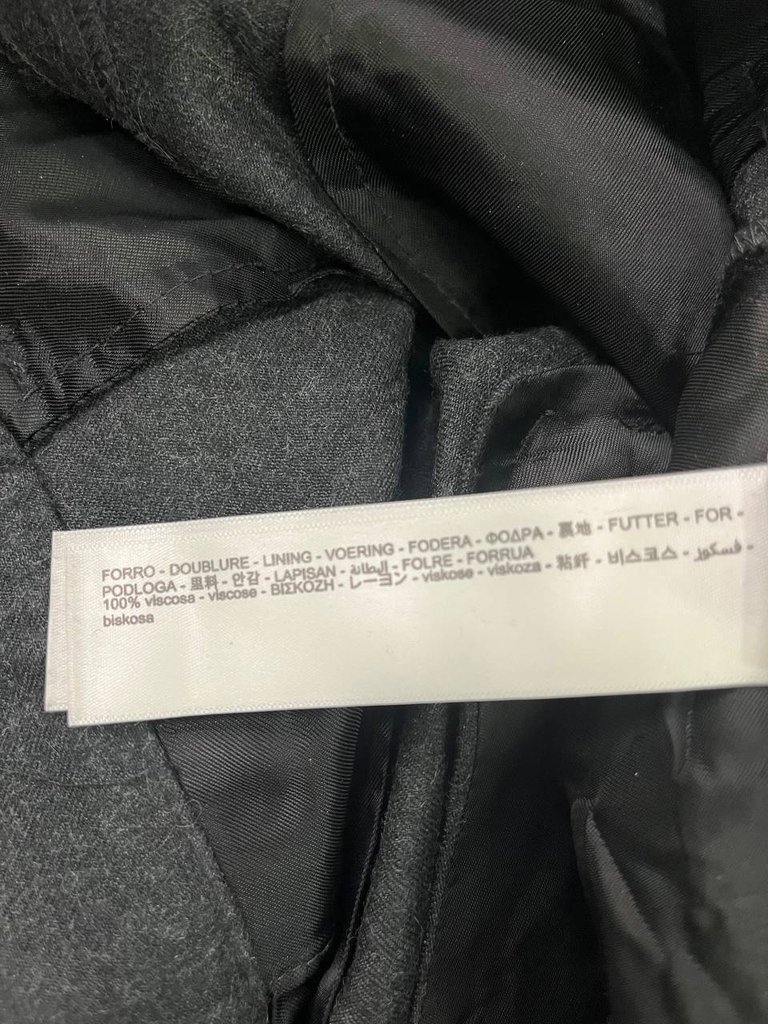 FORRO - DOUBLURE - LINING - VOERING - FODERA - ΦΟΔΡΑ - 裏地 - FUTTER - FOR -
PODLOGA - 里料 - 안감 - LAPISAN - البطانة - FOLRE - FORRUA
100% viscosa - viscose - ΒΙΣΚΟΖΗ - レーヨン - viskose - viskoza - 粘纤 - 비스코스 - فسكوز -
biskosa